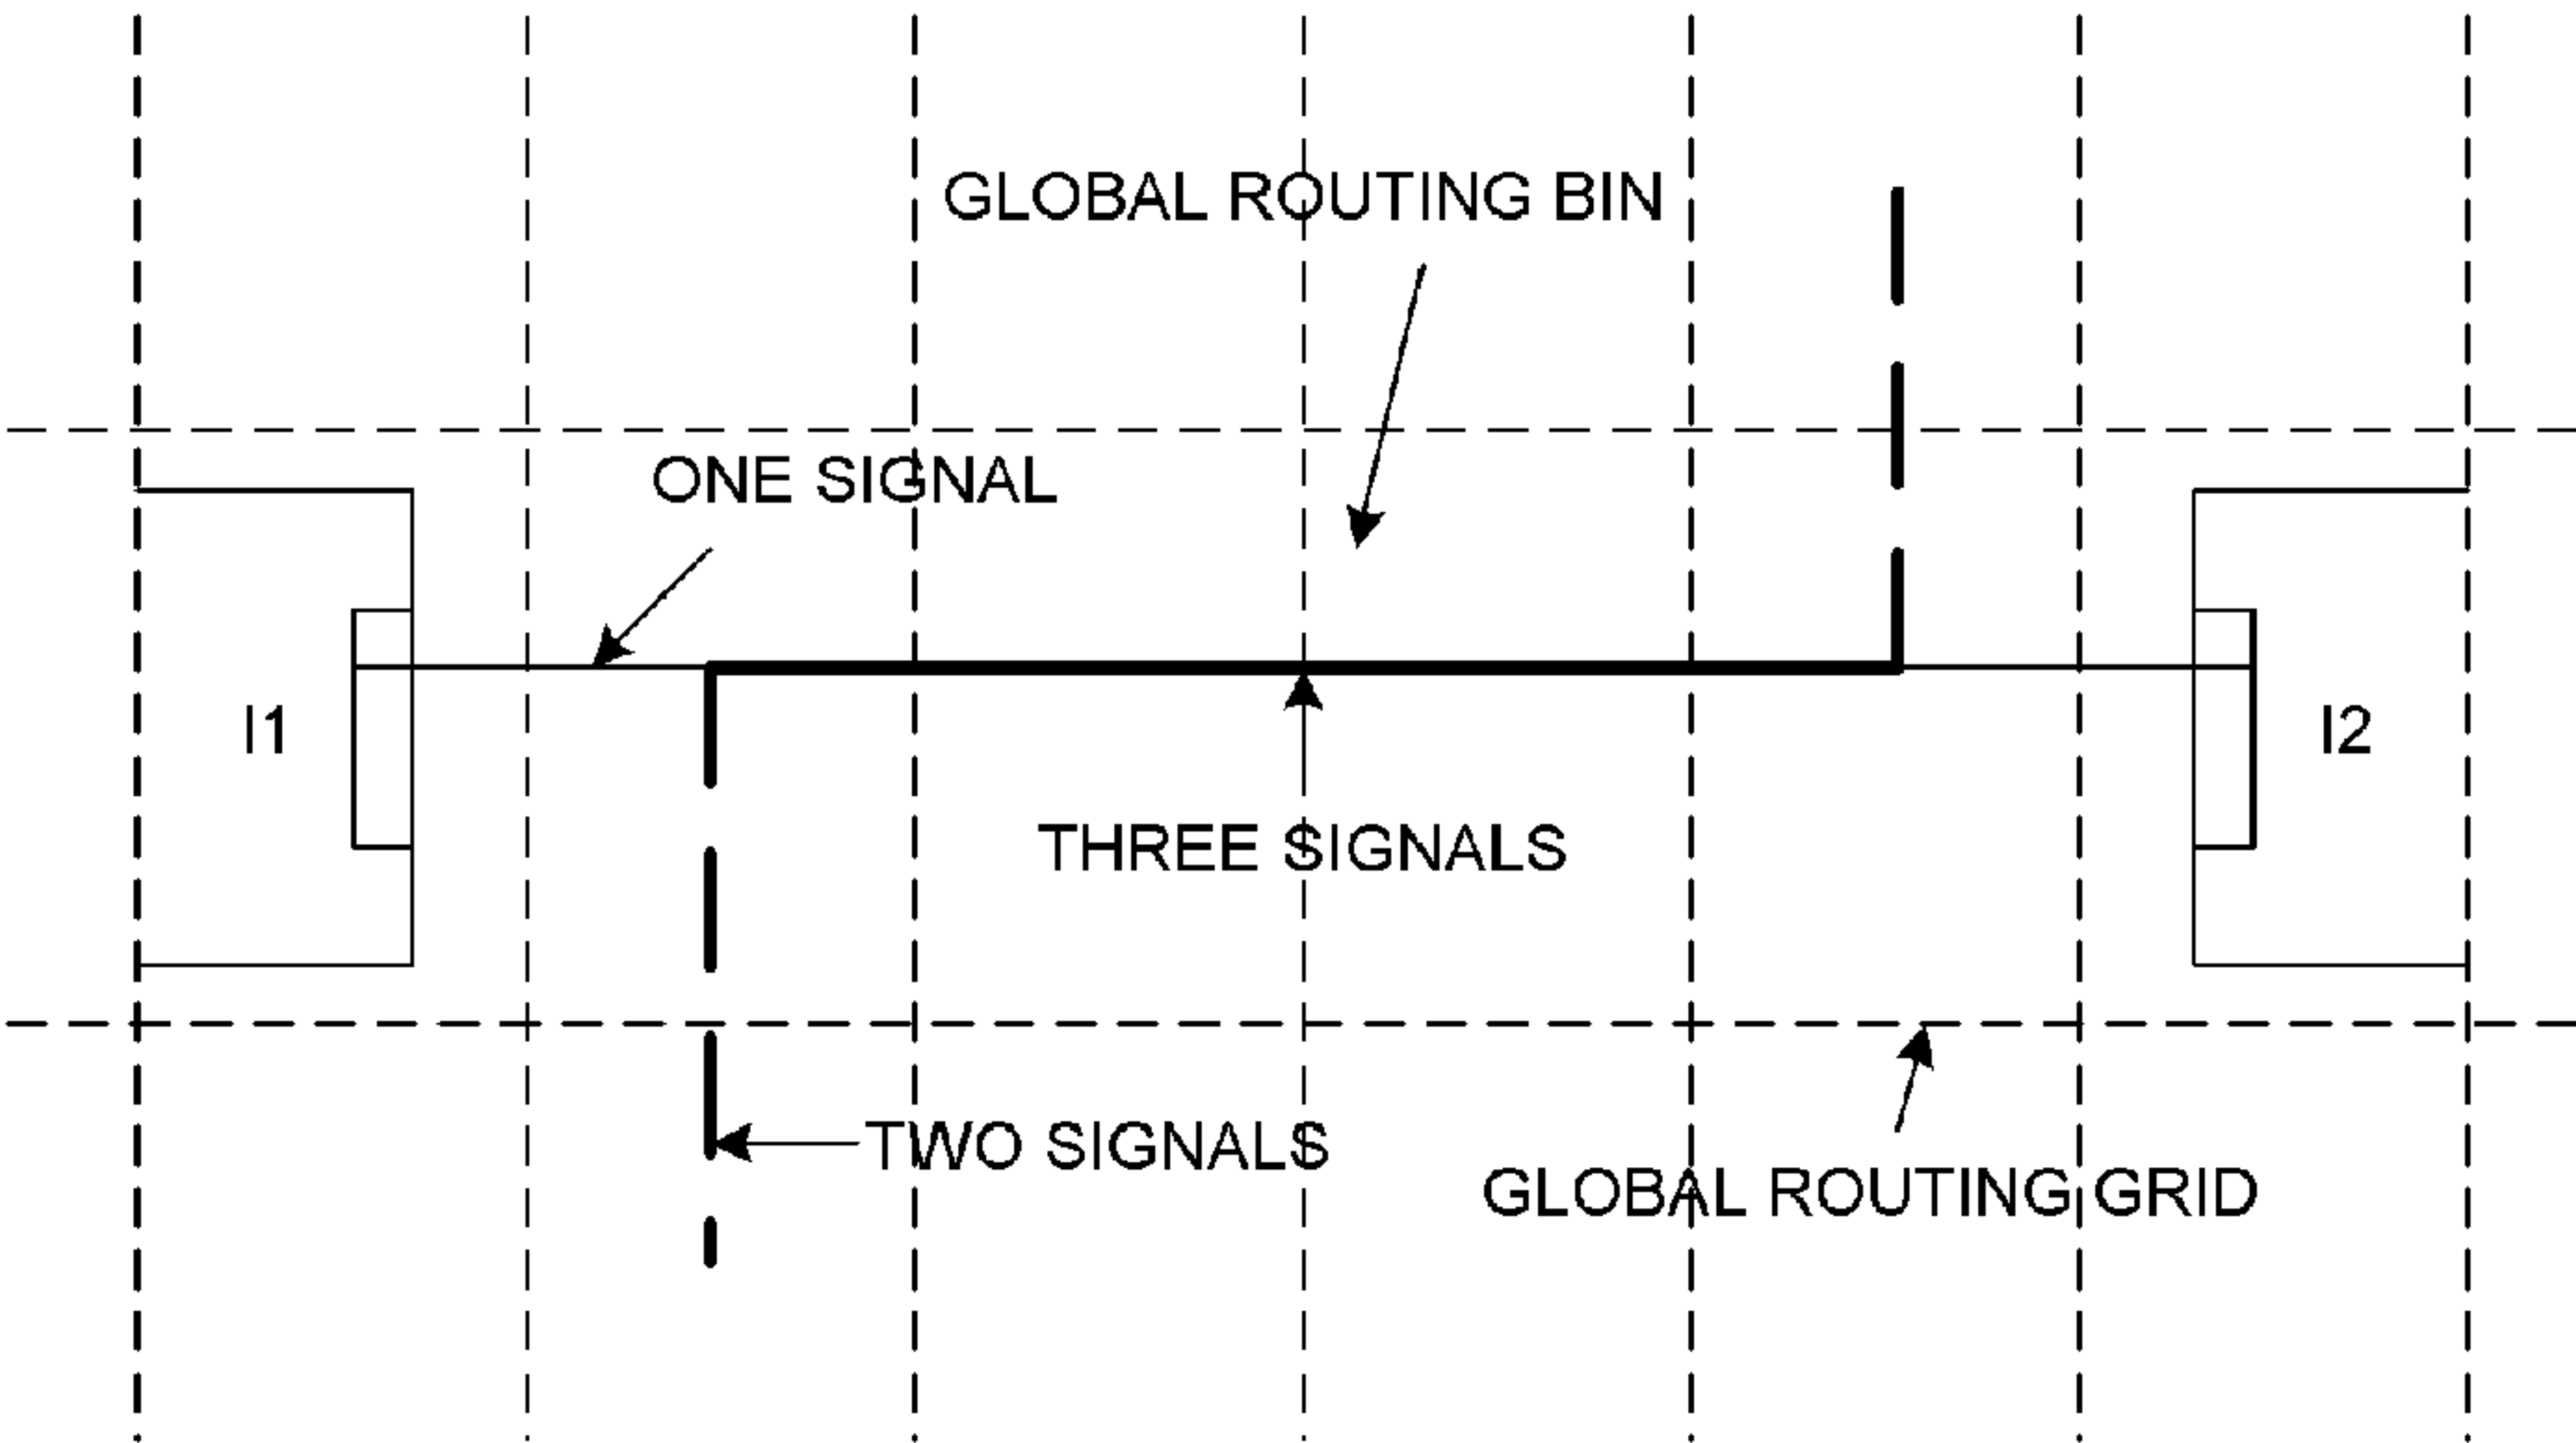 GLOBAL ROUTING BIN
ONE SIGNAL
I1
I2
THREE SIGNALS
TWO SIGNALS
GLOBAL ROUTING GRID